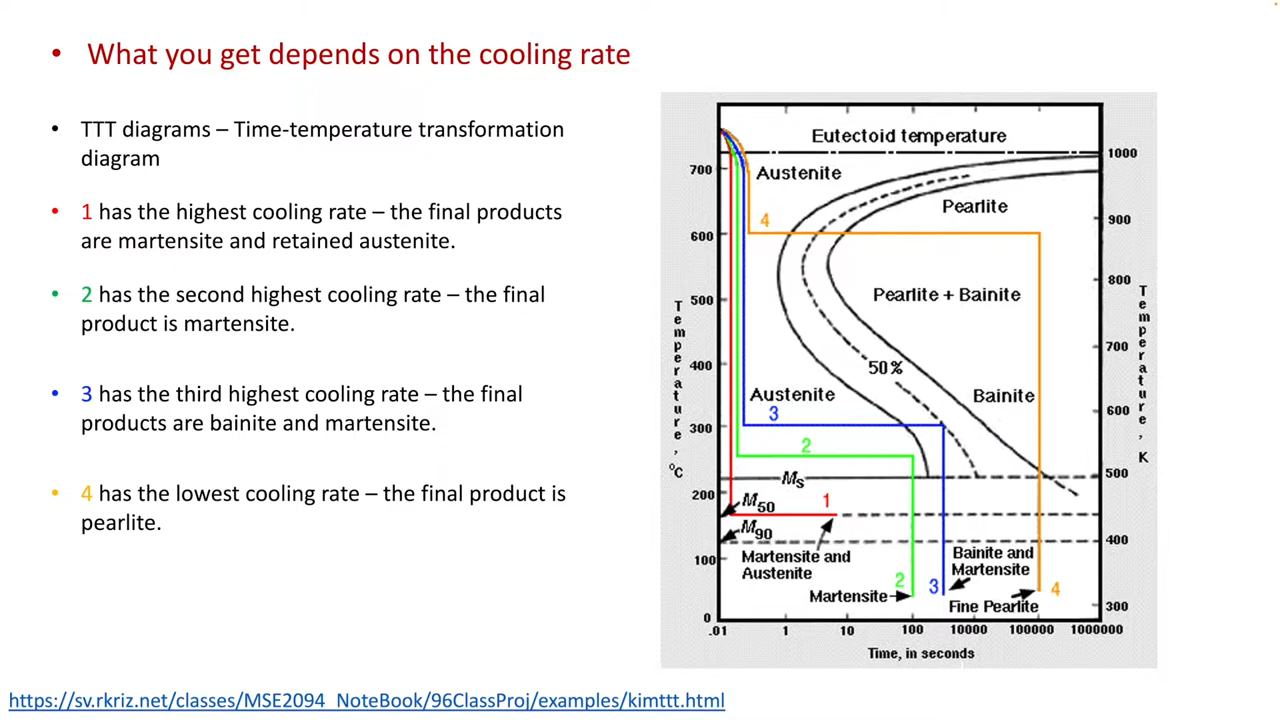 • What you get depends on the cooling rate
• TTT diagrams – Time-temperature transformation
diagram
• 1 has the highest cooling rate – the final products
are martensite and retained austenite.
• 2 has the second highest cooling rate – the final
product is martensite.
• 3 has the third highest cooling rate – the final
products are bainite and martensite.
• 4 has the lowest cooling rate – the final product is
pearlite.
Eutectoid temperature
700
Austenite
1000
Pearlite
4
900
600
800
Pearlite + Bainite
500
Temperature, °C
Temperature, K
700
400
50%
Austenite
Bainite
3
600
300
2
Ms
500
200
M50
1
M90
400
100
Martensite and
Austenite
Bainite and
Martensite
2
3
4
Martensite
Fine Pearlite
300
0
.01 1 10 100 10000 100000 1000000
Time, in seconds
https://sv.rkriz.net/classes/MSE2094_NoteBook/96ClassProj/examples/kimttt.html